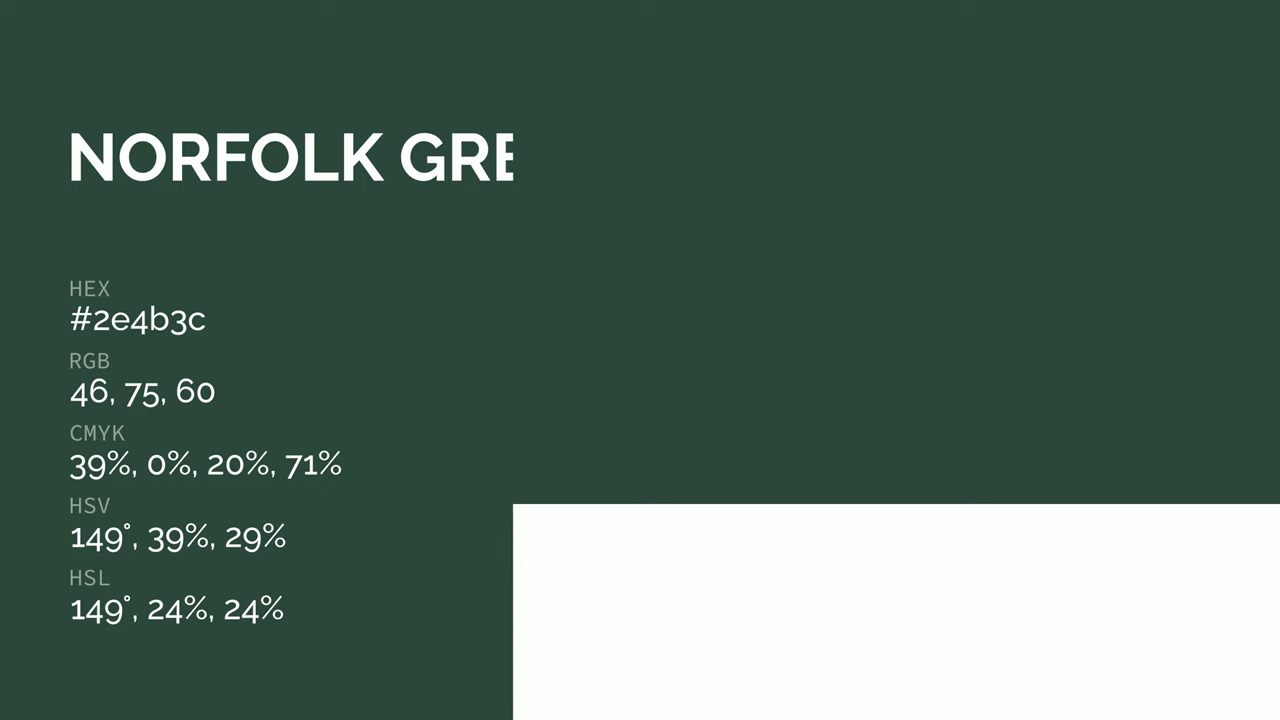 NORFOLK GRE
HEX
#2e4b3c
RGB
46, 75, 60
CMYK
39%, 0%, 20%, 71%
HSV
149°, 39%, 29%
HSL
149°, 24%, 24%